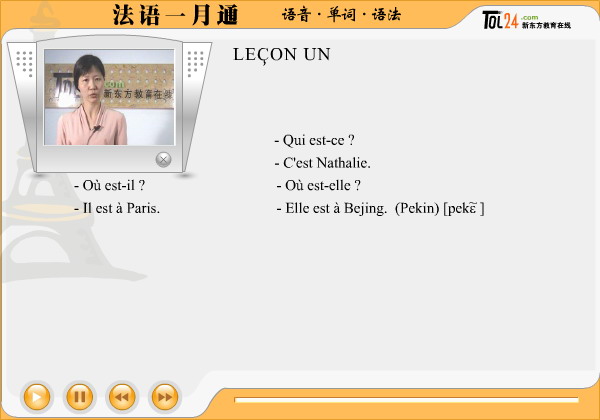 法语一月通
语音·单词·语法
TOL24.com
新东方教育在线
LEÇON UN
.com
新东方教育在线
- Qui est-ce ?
- C'est Nathalie.
- Où est-il ?
- Où est-elle ?
- Il est à Paris.
- Elle est à Bejing. (Pekin) [pekɛ̃ ]